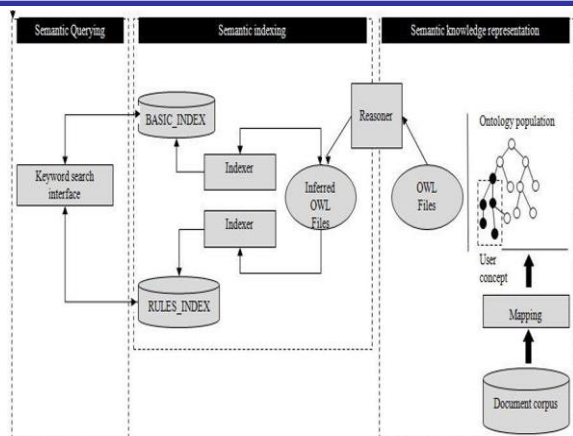 Semantic Querying
Semantic indexing
Semantic knowledge representation
BASIC_INDEX
Indexer
Keyword search
interface
Indexer
RULES_INDEX
Inferred
OWL
Files
Reasoner
OWL
Files
Ontology population
User
concept
Mapping
Document corpus